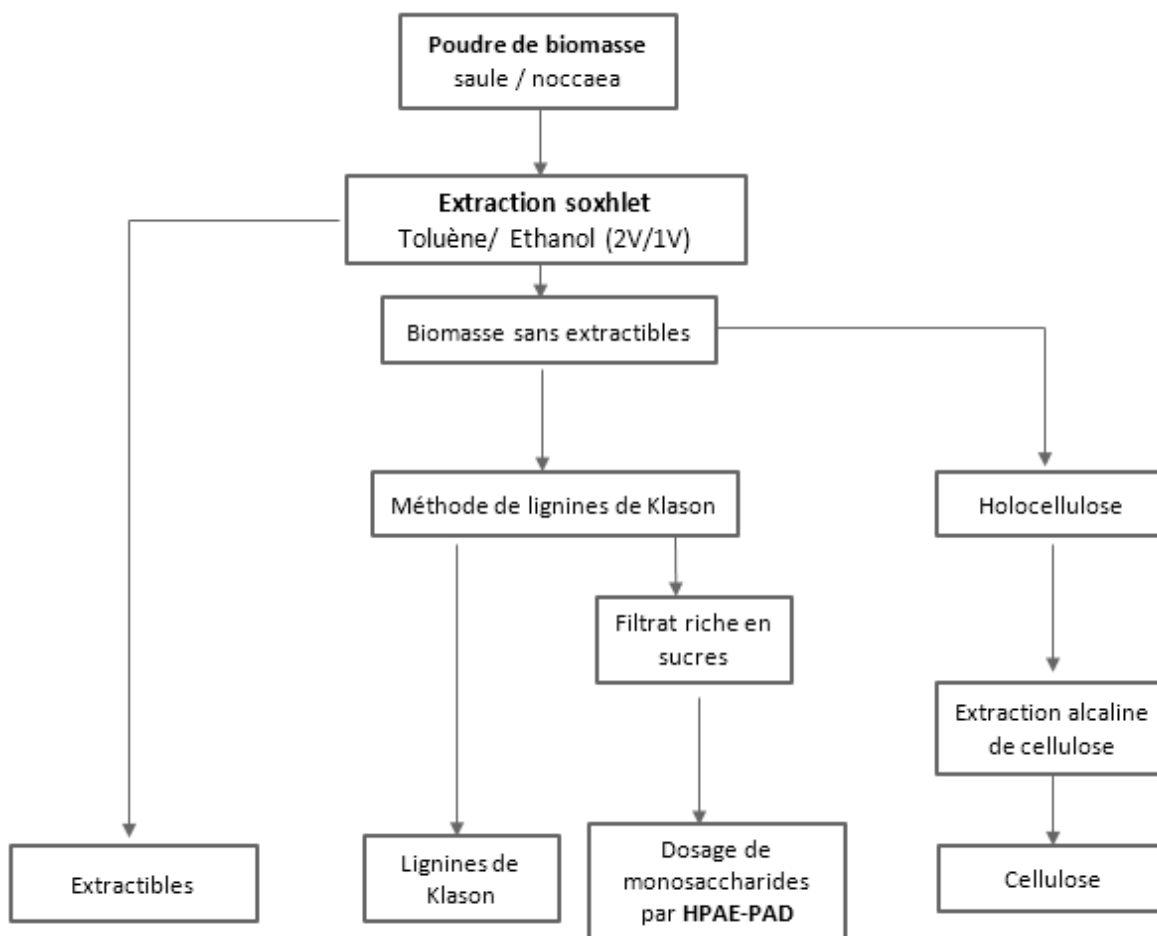 Poudre de biomasse
saule / noccaea
Extraction soxhlet
Toluène/ Ethanol (2V/1V)
Biomasse sans extractibles
Méthode de lignines de Klason
Holocellulose
Filtrat riche en
sucres
Extraction alcaline
de cellulose
Extractibles
Lignines de
Klason
Dosage de
monosaccharides
par HPAE-PAD
Cellulose